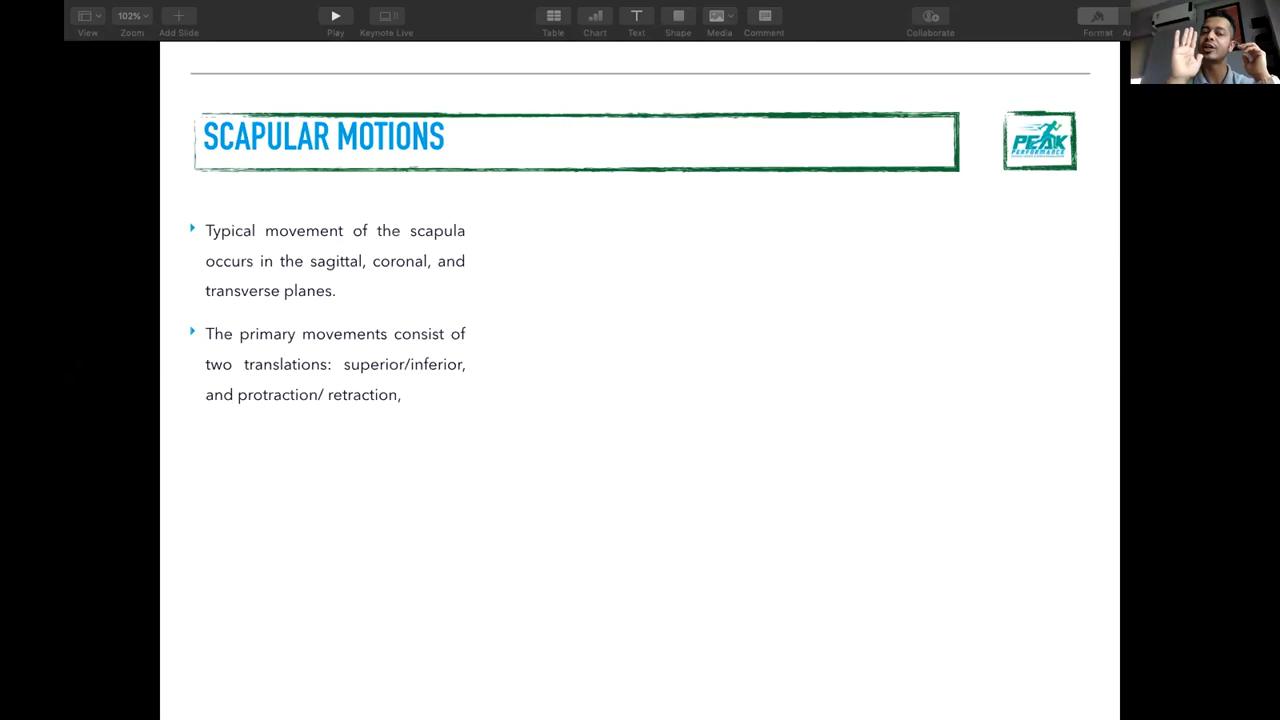 102%
View
Zoom
Add Slide
Play
Keynote Live
Table
Chart
Text
Shape
Media
Comment
Collaborate
Format
SCAPULAR MOTIONS
PEAK
PERFORMANCE
Typical movement of the scapula
occurs in the sagittal, coronal, and
transverse planes.
The primary movements consist of
two translations: superior/inferior,
and protraction/ retraction,